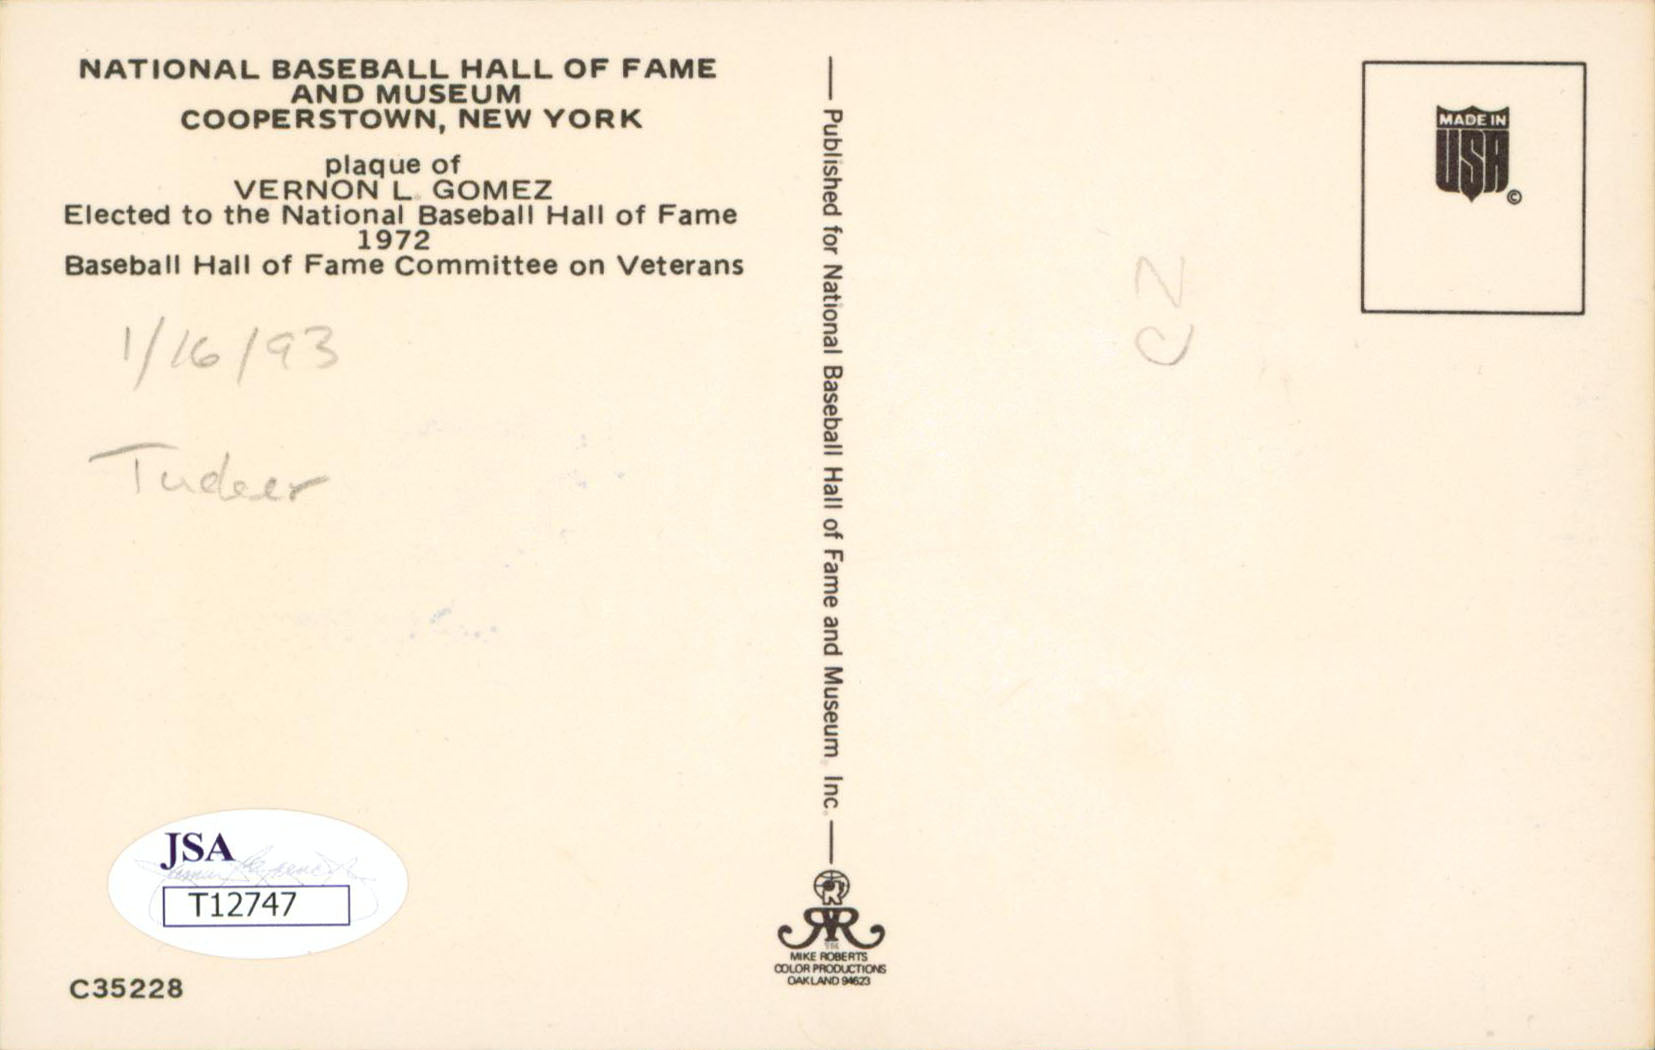 NATIONAL BASEBALL HALL OF FAME
AND MUSEUM
COOPERSTOWN, NEW YORK
plaque of
VERNON L. GOMEZ
Elected to the National Baseball Hall of Fame
1972
Baseball Hall of Fame Committee on Veterans
1/16/93
Tucker
JSA
T12747
C35228
Published for National Baseball Hall of Fame and Museum, Inc.
MIKE ROBERTS
COLOR PRODUCTIONS
OAKLAND 94623
MADE IN
USA
©